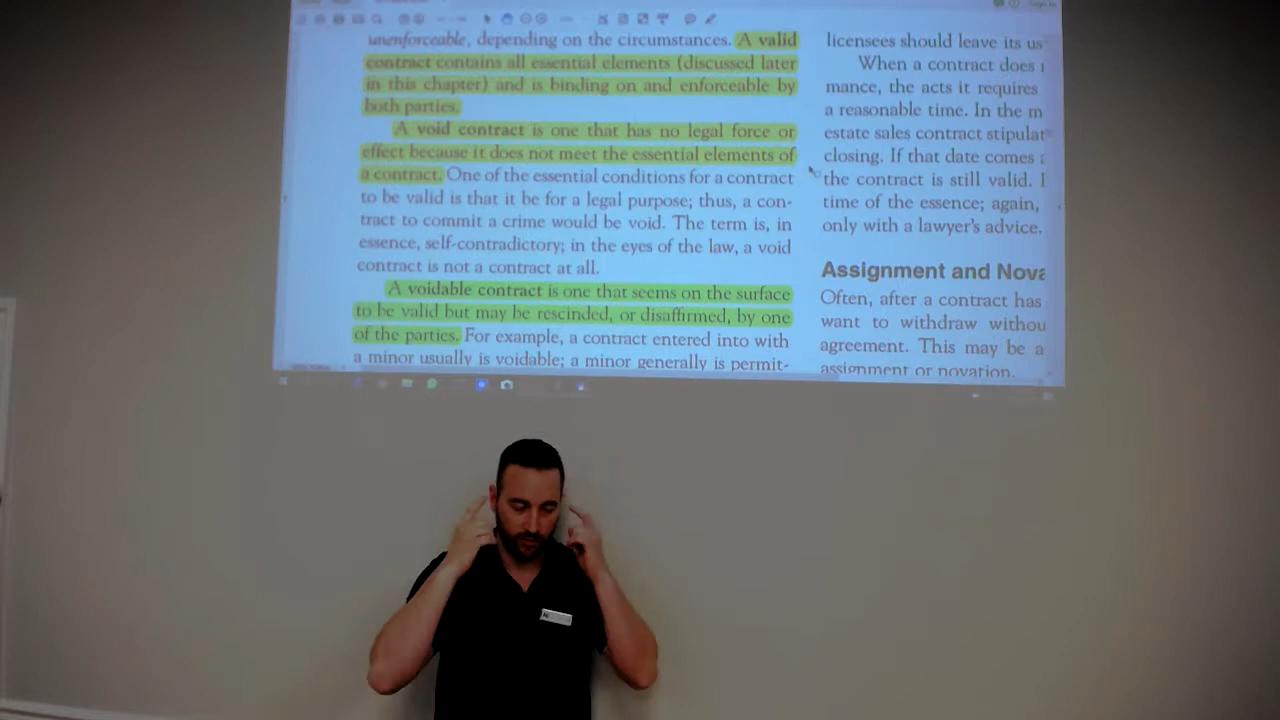 Sign In
unenforceable, depending on the circumstances. A valid
contract contains all essential elements (discussed later
in this chapter) and is binding on and enforceable by
both parties.
A void contract is one that has no legal force or
effect because it does not meet the essential elements of
a contract. One of the essential conditions for a contract
to be valid is that it be for a legal purpose; thus, a con-
tract to commit a crime would be void. The term is, in
essence, self-contradictory; in the eyes of the law, a void
contract is not a contract at all.
A voidable contract is one that seems on the surface
to be valid but may be rescinded, or disaffirmed, by one
of the parties. For example, a contract entered into with
a minor usually is voidable; a minor generally is permit-
licensees should leave its us
When a contract does
mance, the acts it requires
a reasonable time. In the m
estate sales contract stipulat
closing. If that date comes
the contract is still valid. I
time of the essence; again,
only with a lawyer's advice.
Assignment and Nova
Often, after a contract has
want to withdraw withou
agreement. This may be a
assignment or novation.